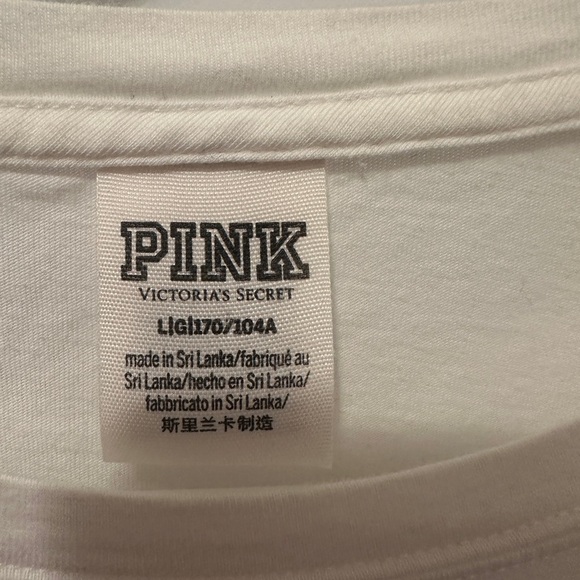 PINK
VICTORIA'S SECRET
L|G|170/104A
made in Sri Lanka/fabriqué au
Sri Lanka/hecho en Sri Lanka/
fabbricato in Sri Lanka/
斯里兰卡制造